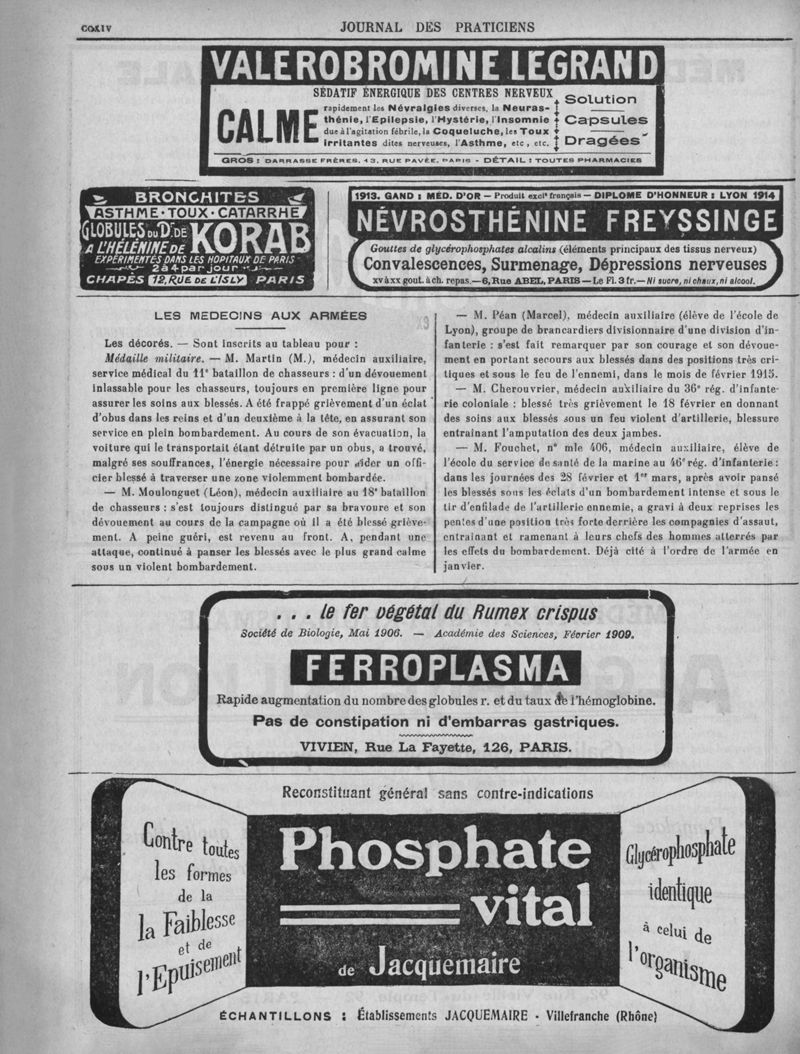 CCXLIV
JOURNAL DES PRATICIENS
VALEROBROMINE LEGRAND
SÉDATIF ÉNERGIQUE DES CENTRES NERVEUX
CALME
rapidement les Névralgies diverses, la Neuras-
thénie, l'Epilepsie, l'Hystérie, l'Insomnie
due à l'agitation fébrile, la Coqueluche, les Toux
irritantes dites nerveuses, l'Asthme, etc, etc.
Solution
Capsules
Dragées
GROS : DARRASSE FRÈRES, 13, RUE PAVÉE, PARIS - DÉTAIL : TOUTES PHARMACIES
BRONCHITES
ASTHME · TOUX · CATARRHE
GLOBULES DU Dr. DE
A L'HÉLÉNINE DE
KORAB
EXPÉRIMENTÉS DANS LES HOPITAUX DE PARIS
2 à 4 par jour
CHAPÈS 12, RUE DE L'ISLY PARIS
1913. GAND : MÉD. D'OR — Produit exclt français — DIPLOME D'HONNEUR : LYON 1914
NÉVROSTHÉNINE FREYSSINGE
Gouttes de glycérophosphates alcalins (éléments principaux des tissus nerveux)
Convalescences, Surmenage, Dépressions nerveuses
XV à XX gout. à ch. repas. — 6, Rue ABEL, PARIS — Le Fl. 3 fr. — Ni sucre, ni chaux, ni alcool.
LES MEDECINS AUX ARMÉES
Les décorés. — Sont inscrits au tableau pour :
Médaille militaire. — M. Martin (M.), médecin auxiliaire,
service médical du 11e bataillon de chasseurs : d'un dévouement
inlassable pour les chasseurs, toujours en première ligne pour
assurer les soins aux blessés. A été frappé grièvement d'un éclat
d'obus dans les reins et d'un deuxième à la tête, en assurant son
service en plein bombardement. Au cours de son évacuation, la
voiture qui le transportait étant détruite par un obus, a trouvé,
malgré ses souffrances, l'énergie nécessaire pour aider un offi-
cier blessé à traverser une zone violemment bombardée.
— M. Moulonguet (Léon), médecin auxiliaire au 18e bataillon
de chasseurs : s'est toujours distingué par sa bravoure et son
dévouement au cours de la campagne où il a été blessé griève-
ment. A peine guéri, est revenu au front. A, pendant une
attaque, continué à panser les blessés avec le plus grand calme
sous un violent bombardement.
— M. Péan (Marcel), médecin auxiliaire (élève de l'école de
Lyon), groupe de brancardiers divisionnaire d'une division d'in-
fanterie : s'est fait remarquer par son courage et son dévoue-
ment en portant secours aux blessés dans des positions très cri-
tiques et sous le feu de l'ennemi, dans le mois de février 1915.
— M. Cherouvrier, médecin auxiliaire du 36e rég. d'infante-
rie coloniale : blessé très grièvement le 18 février en donnant
des soins aux blessés sous un feu violent d'artillerie, blessure
entraînant l'amputation des deux jambes.
— M. Fouchet, n° mle 406, médecin auxiliaire, élève de
l'école du service de santé de la marine au 46e rég. d'infanterie :
dans les journées des 28 février et 1er mars, après avoir pansé
les blessés sous les éclats d'un bombardement intense et sous le
tir d'enfilade de l'artillerie ennemie, a gravi à deux reprises les
pentes d'une position très forte derrière les compagnies d'assaut,
entraînant et ramenant à leurs chefs des hommes atterrés par
les effets du bombardement. Déjà cité à l'ordre de l'armée en
janvier.
. . . le fer végétal du Rumex crispus
Société de Biologie, Mai 1906. — Académie des Sciences, Février 1909.
FERROPLASMA
Rapide augmentation du nombre des globules r. et du taux de l'hémoglobine.
Pas de constipation ni d'embarras gastriques.
VIVIEN, Rue La Fayette, 126, PARIS.
Reconstituant général sans contre-indications
Contre toutes
les formes
de la
la Faiblesse
et de
l'Epuisement
Phosphate
vital
de Jacquemaire
Glycérophosphate
identique
à celui de
l'organisme
ÉCHANTILLONS : Établissements JACQUEMAIRE - Villefranche (Rhône)